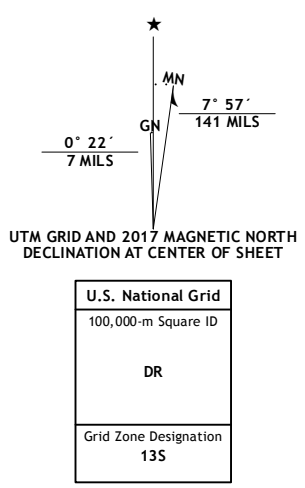 ★
MN
7° 57´
141 MILS
GN
0° 22´
7 MILS
UTM GRID AND 2017 MAGNETIC NORTH
DECLINATION AT CENTER OF SHEET
U.S. National Grid
100,000-m Square ID
DR
Grid Zone Designation
13S